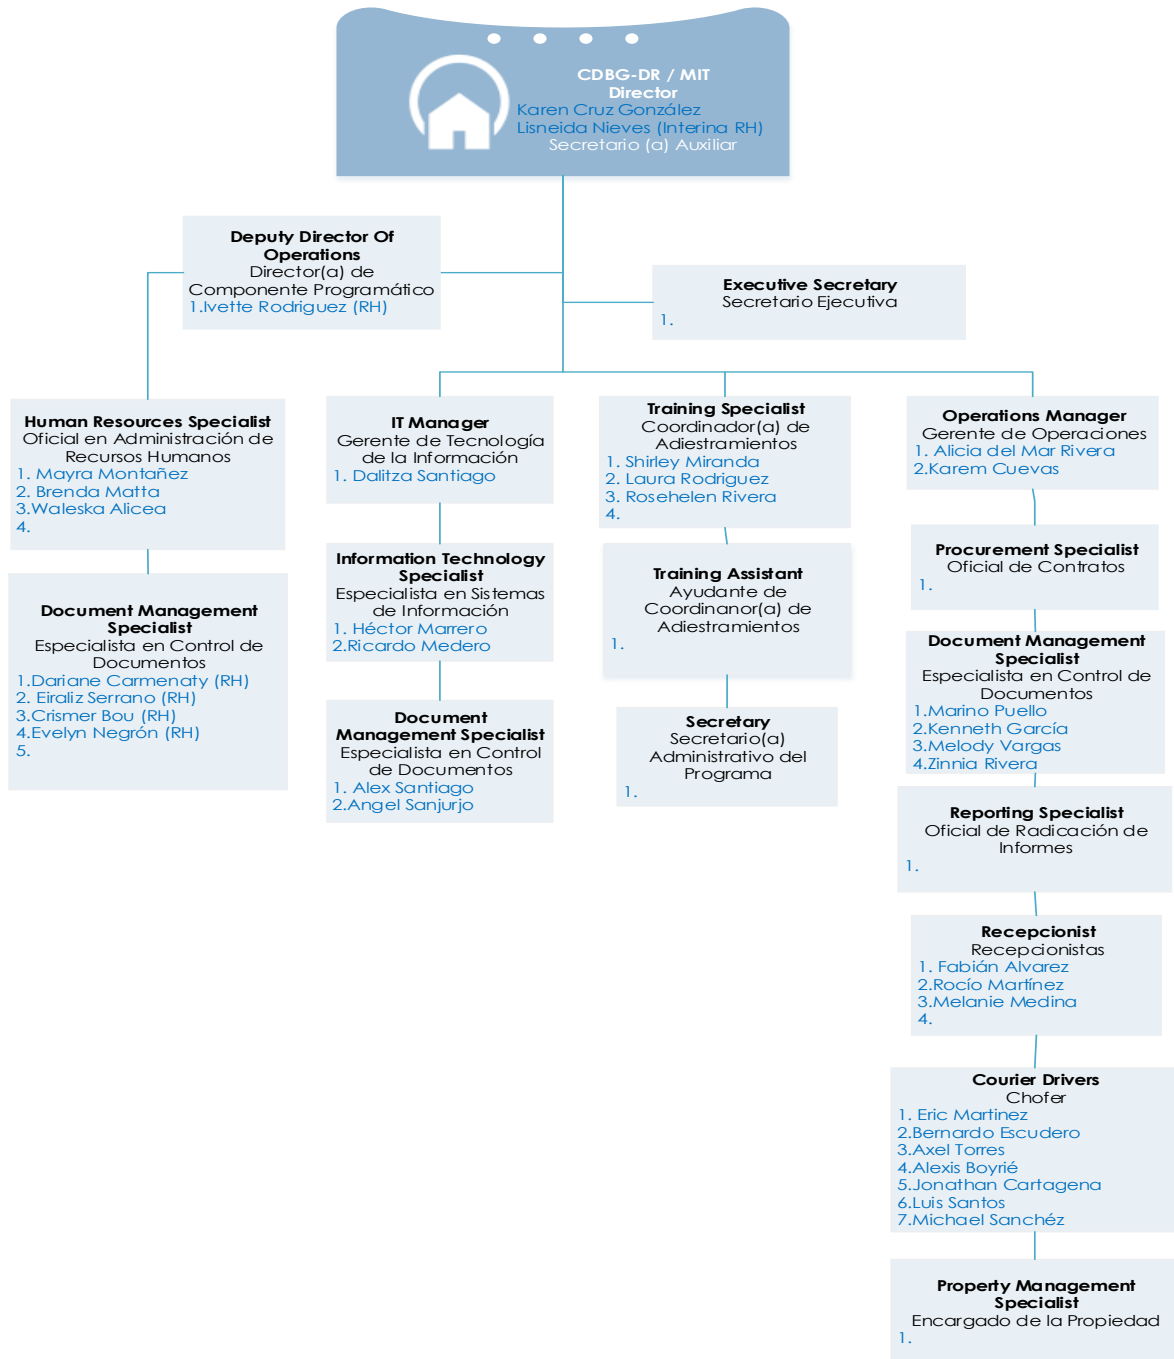 CDBG-DR / MIT
Director
Karen Cruz González
Lisneida Nieves (Interina RH)
Secretario (a) Auxiliar
Deputy Director Of
Operations
Director(a) de
Componente Programático
1.Ivette Rodriguez (RH)
Executive Secretary
Secretario Ejecutiva
1.
Human Resources Specialist
Oficial en Administración de
Recursos Humanos
1. Mayra Montañez
2. Brenda Matta
3.Waleska Alicea
4.
Document Management
Specialist
Especialista en Control de
Documentos
1.Dariane Carmenaty (RH)
2. Eiraliz Serrano (RH)
3.Crismer Bou (RH)
4.Evelyn Negrón (RH)
5.
IT Manager
Gerente de Tecnología
de la Información
1. Dalitza Santiago
Information Technology
Specialist
Especialista en Sistemas
de Información
1. Héctor Marrero
2.Ricardo Medero
Document
Management Specialist
Especialista en Control
de Documentos
1. Alex Santiago
2.Angel Sanjurjo
Training Specialist
Coordinador(a) de
Adiestramientos
1. Shirley Miranda
2. Laura Rodriguez
3. Rosehelen Rivera
4.
Training Assistant
Ayudante de
Coordinanor(a) de
Adiestramientos
1.
Secretary
Secretario(a)
Administrativo del
Programa
1.
Operations Manager
Gerente de Operaciones
1. Alicia del Mar Rivera
2.Karem Cuevas
Procurement Specialist
Oficial de Contratos
1.
Document Management
Specialist
Especialista en Control de
Documentos
1.Marino Puello
2.Kenneth García
3.Melody Vargas
4.Zinnia Rivera
Reporting Specialist
Oficial de Radicación de
Informes
1.
Recepcionist
Recepcionistas
1. Fabián Alvarez
2.Rocío Martínez
3.Melanie Medina
4.
Courier Drivers
Chofer
1. Eric Martinez
2.Bernardo Escudero
3.Axel Torres
4.Alexis Boyrié
5.Jonathan Cartagena
6.Luis Santos
7.Michael Sanchéz
Property Management
Specialist
Encargado de la Propiedad
1.